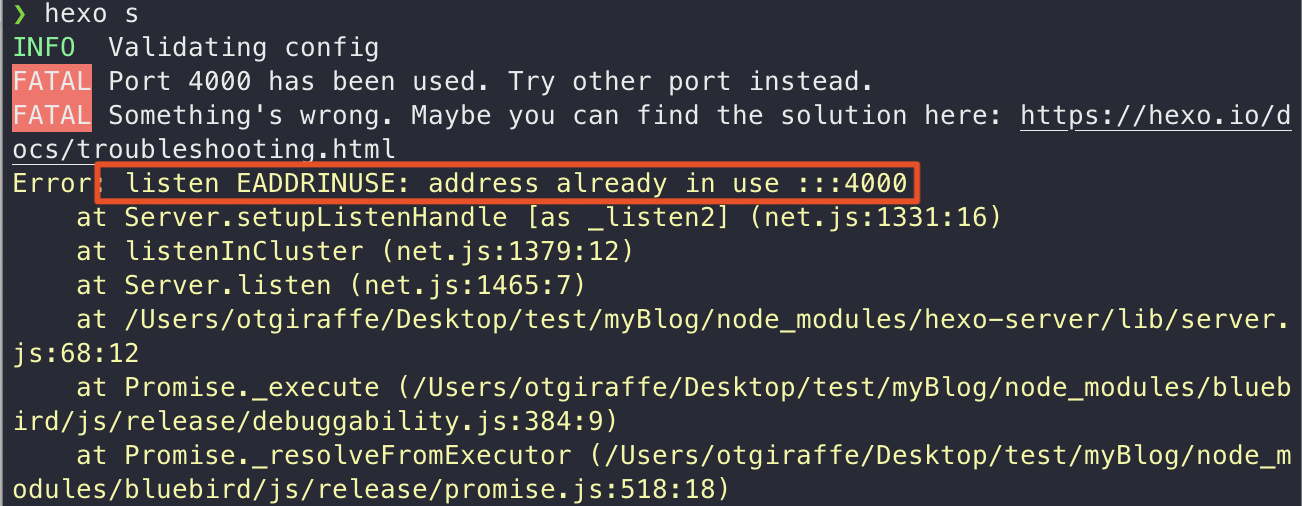 ❯ hexo s
INFO  Validating config
FATAL Port 4000 has been used. Try other port instead.
FATAL Something's wrong. Maybe you can find the solution here: https://hexo.io/d
ocs/troubleshooting.html
Error: listen EADDRINUSE: address already in use :::4000
    at Server.setupListenHandle [as _listen2] (net.js:1331:16)
    at listenInCluster (net.js:1379:12)
    at Server.listen (net.js:1465:7)
    at /Users/otgiraffe/Desktop/test/myBlog/node_modules/hexo-server/lib/server.
js:68:12
    at Promise._execute (/Users/otgiraffe/Desktop/test/myBlog/node_modules/blueb
ird/js/release/debuggability.js:384:9)
    at Promise._resolveFromExecutor (/Users/otgiraffe/Desktop/test/myBlog/node_m
odules/bluebird/js/release/promise.js:518:18)